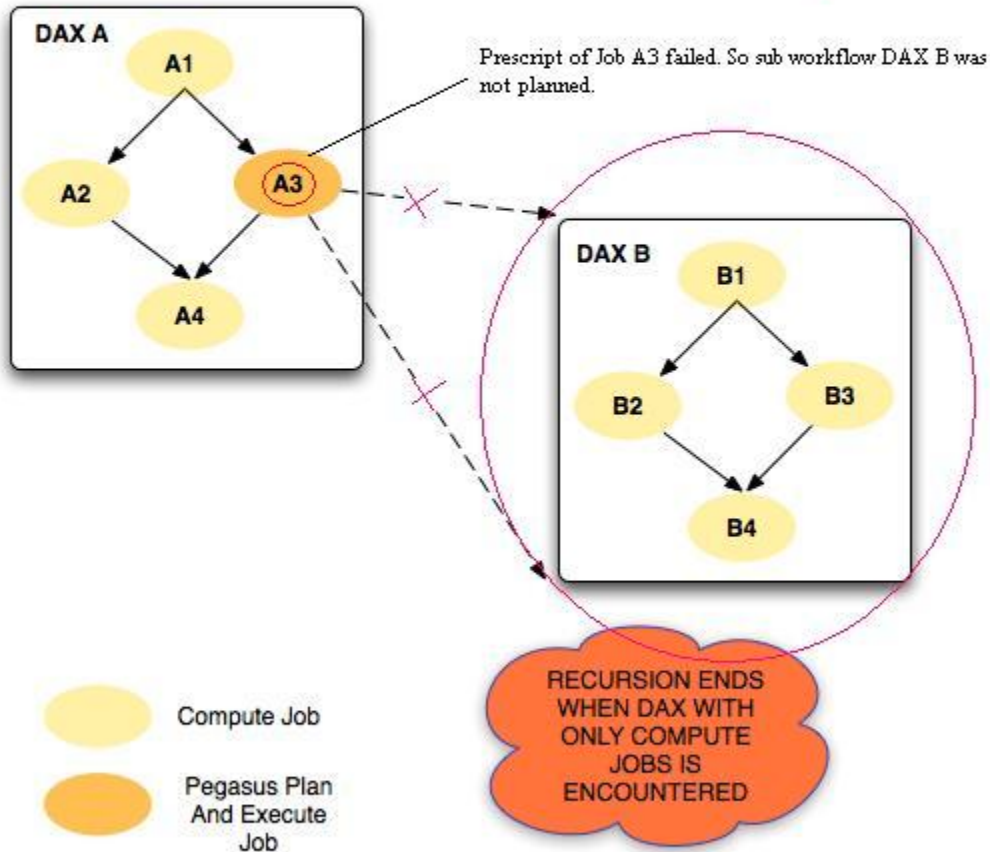 DAX A
A1
A2
A3
A4
Prescript of Job A3 failed. So sub workflow DAX B was
not planned.
DAX B
B1
B2
B3
B4
RECURSION ENDS
WHEN DAX WITH
ONLY COMPUTE
JOBS IS
ENCOUNTERED
Compute Job
Pegasus Plan
And Execute
Job